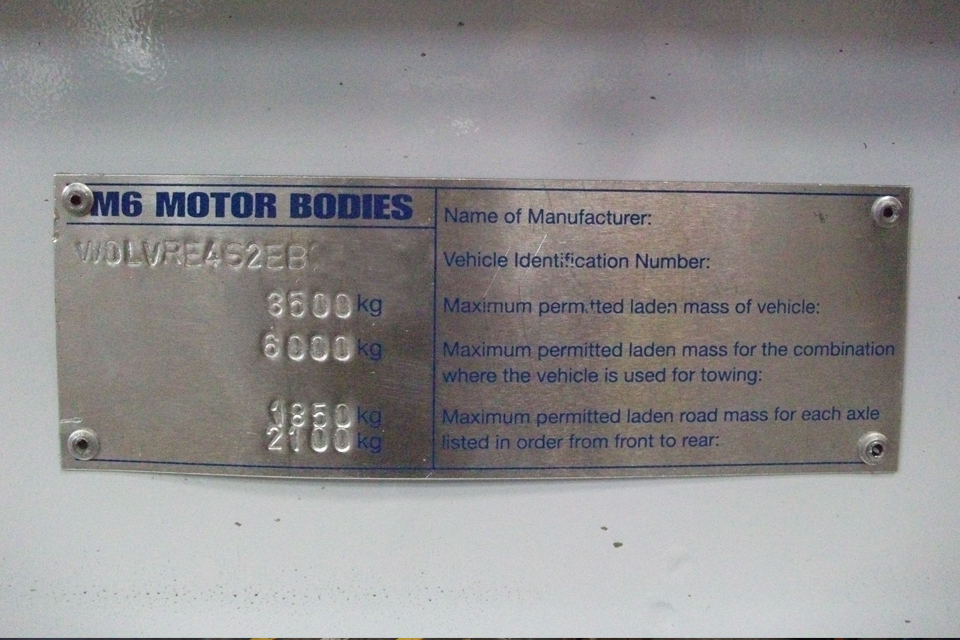 M6 MOTOR BODIES
Name of Manufacturer:
W0LVRE4S2EB
Vehicle Identification Number:
3500 kg
Maximum permitted laden mass of vehicle:
6000 kg
Maximum permitted laden mass for the combination
where the vehicle is used for towing:
1850 kg
Maximum permitted laden road mass for each axle
2100 kg
listed in order from front to rear: